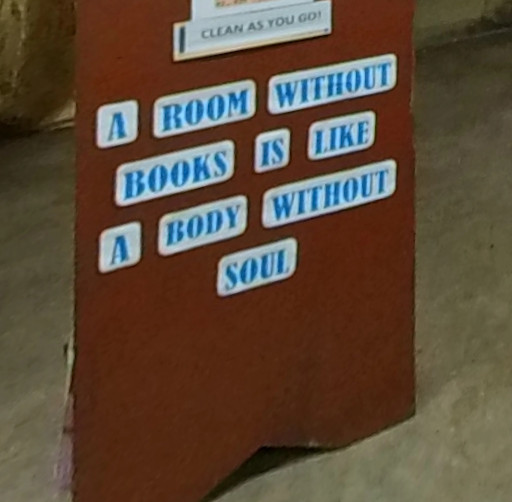 CLEAN AS YOU GO!
A ROOM WITHOUT
BOOKS IS LIKE
A BODY WITHOUT
SOUL